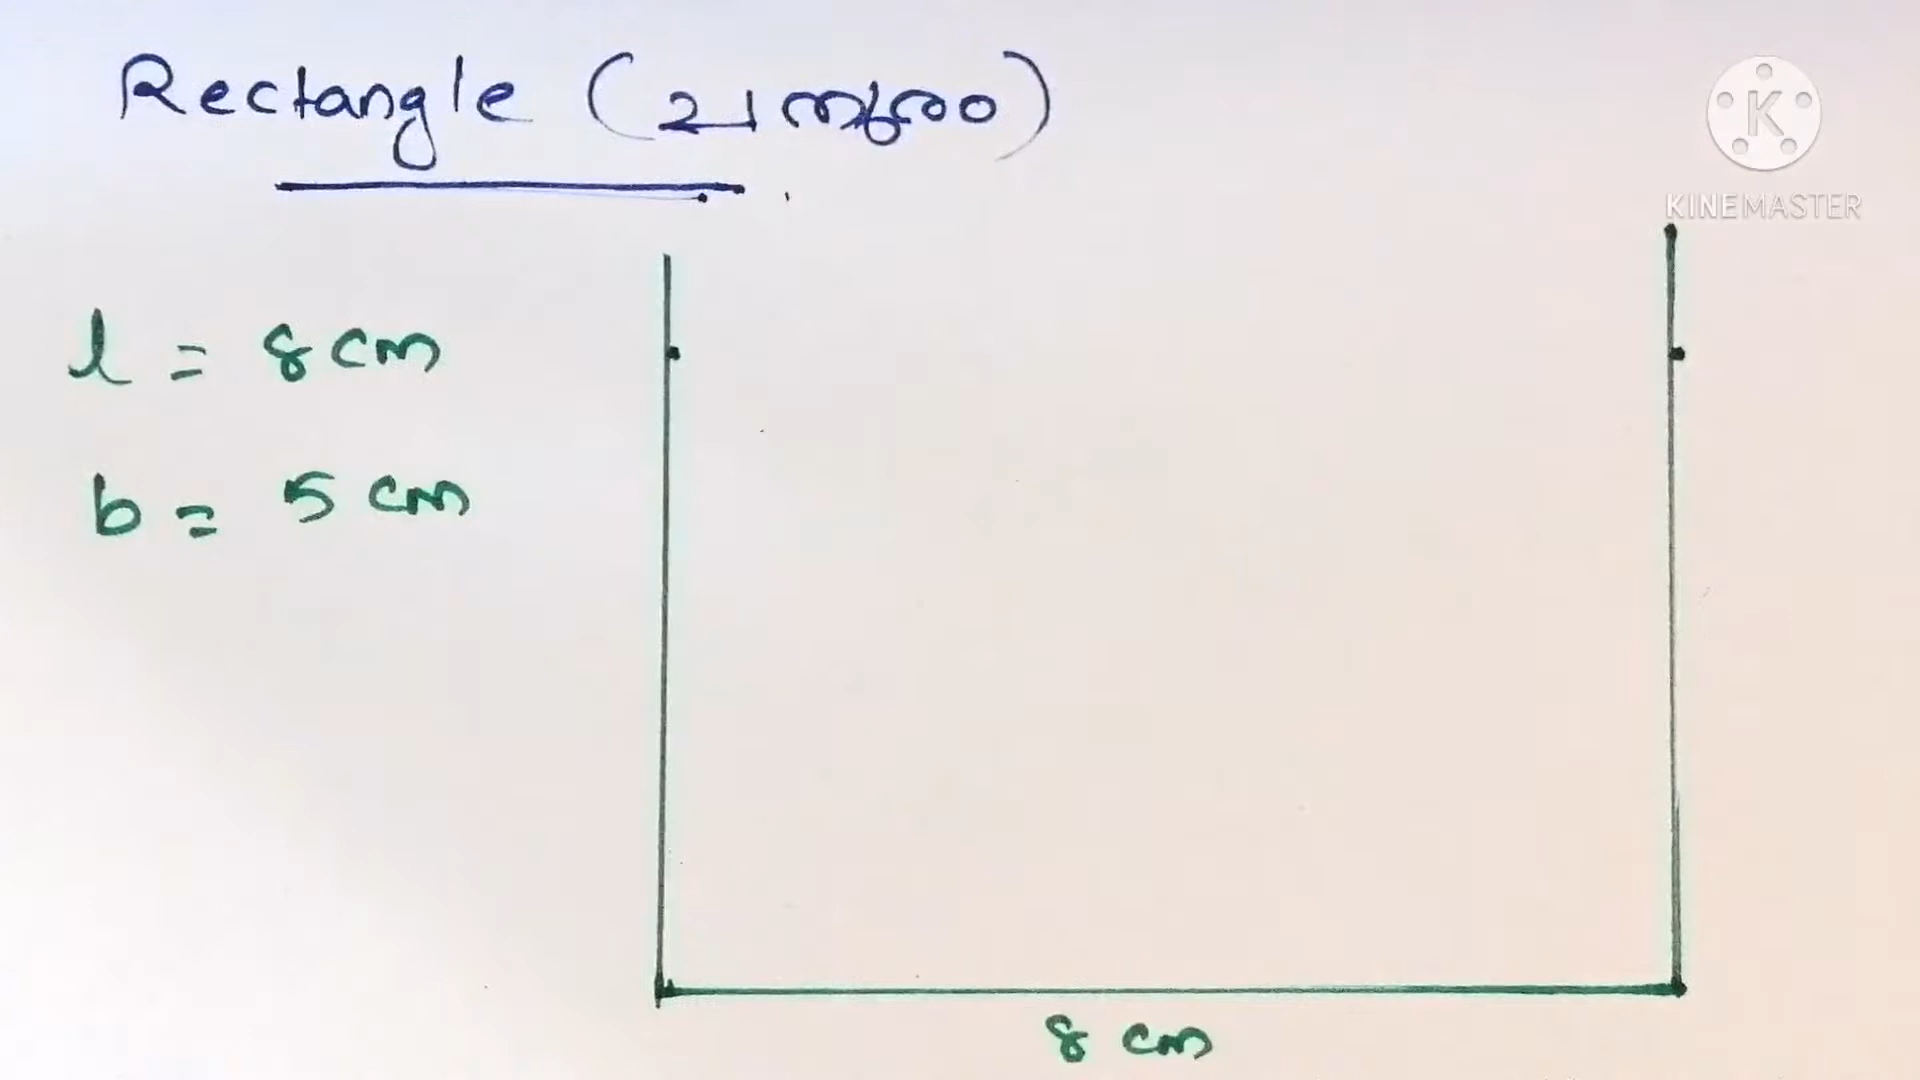 Rectangle (ചതുരം)
K
KINEMASTER
l = 8 cm
b = 5 cm
8 cm